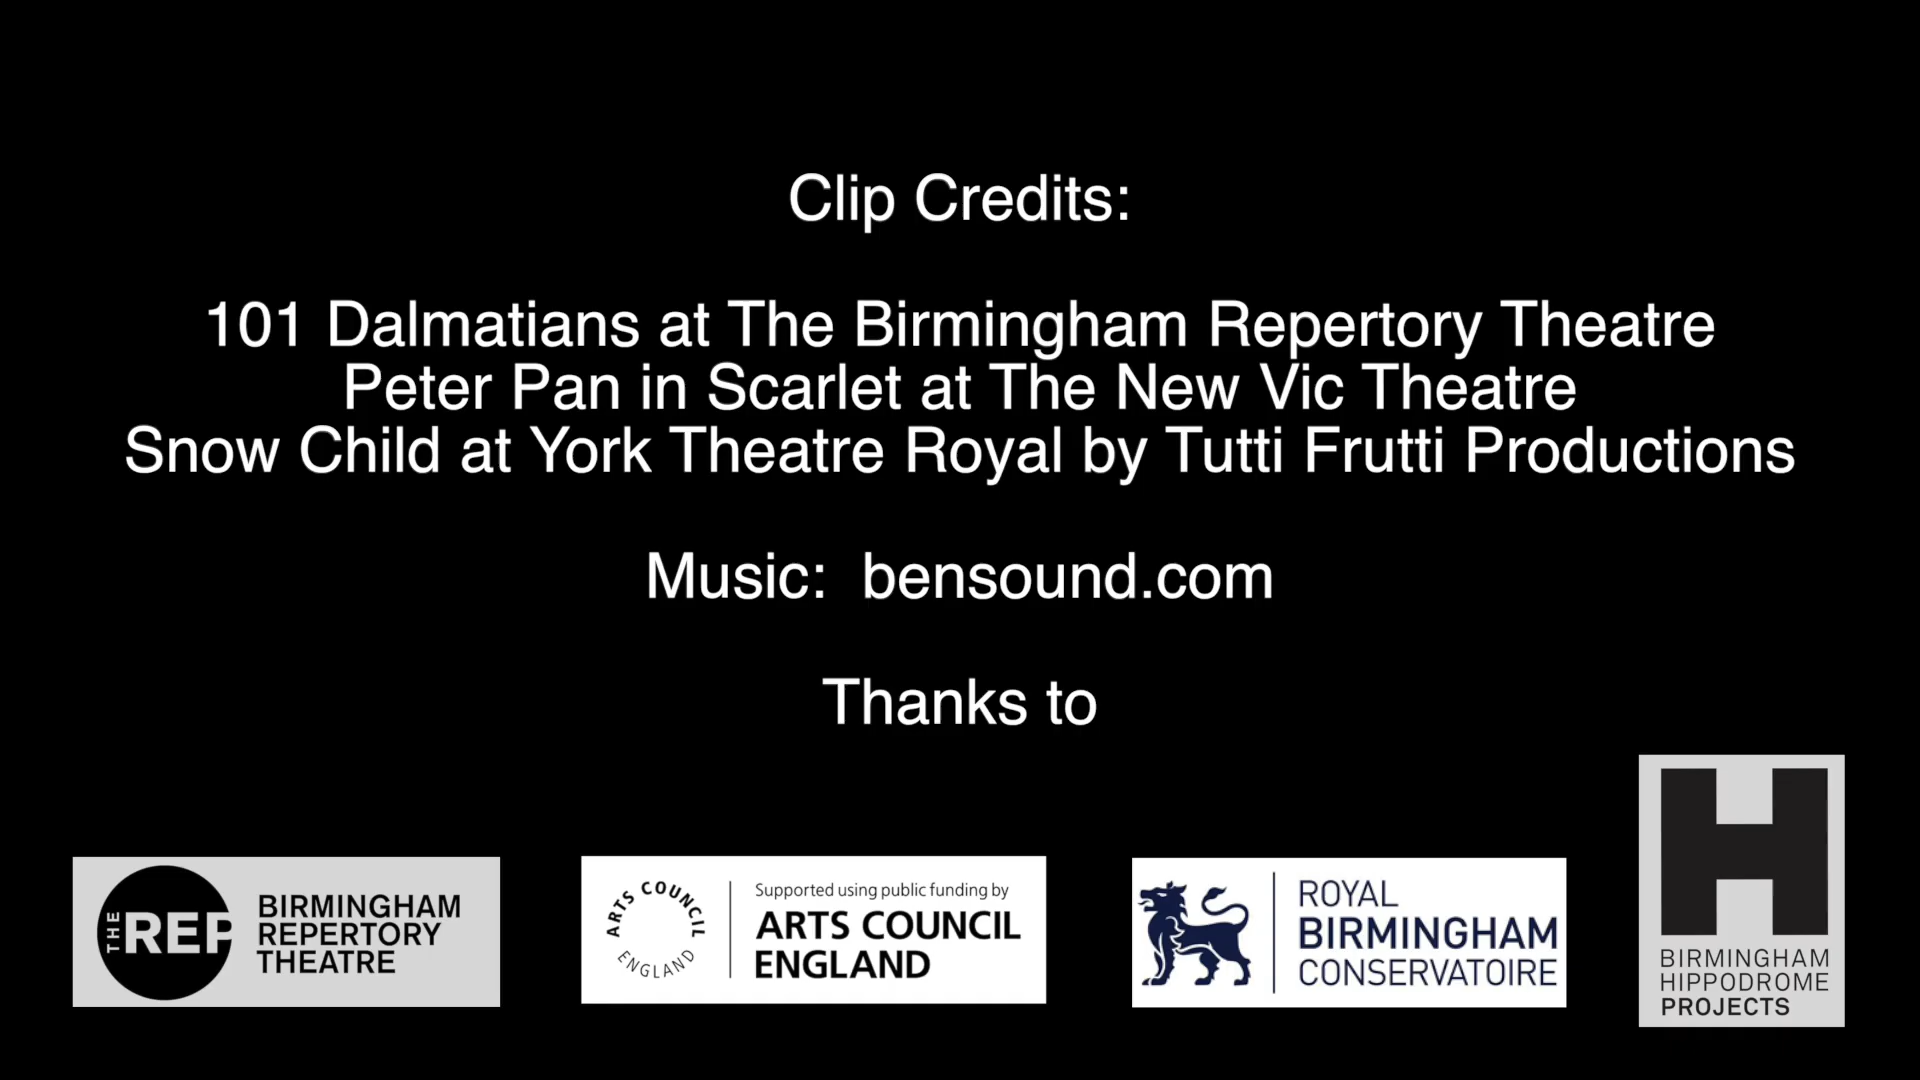 Clip Credits:
101 Dalmatians at The Birmingham Repertory Theatre
Peter Pan in Scarlet at The New Vic Theatre
Snow Child at York Theatre Royal by Tutti Frutti Productions
Music:  bensound.com
Thanks to
THE REP
BIRMINGHAM
REPERTORY
THEATRE
ARTS COUNCIL
ENGLAND
Supported using public funding by
ARTS COUNCIL
ENGLAND
ROYAL
BIRMINGHAM
CONSERVATOIRE
H
BIRMINGHAM
HIPPODROME
PROJECTS